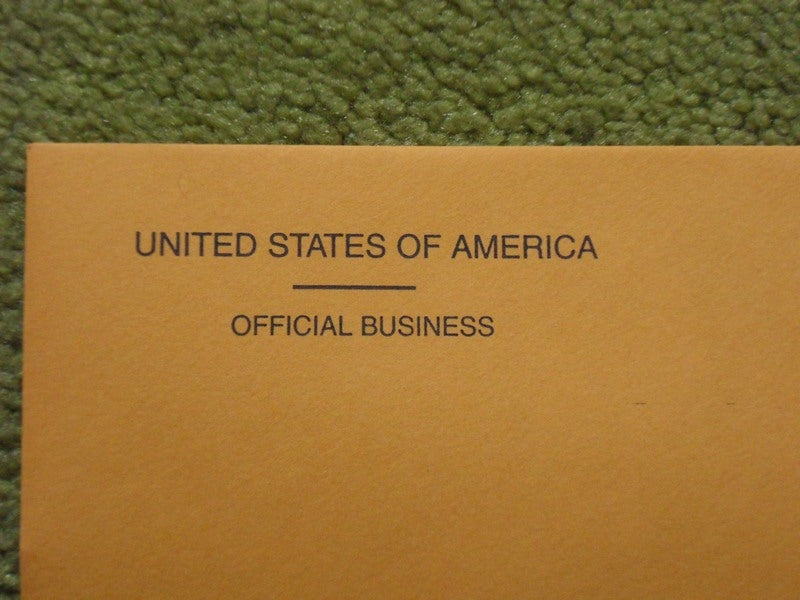 UNITED STATES OF AMERICA
OFFICIAL BUSINESS